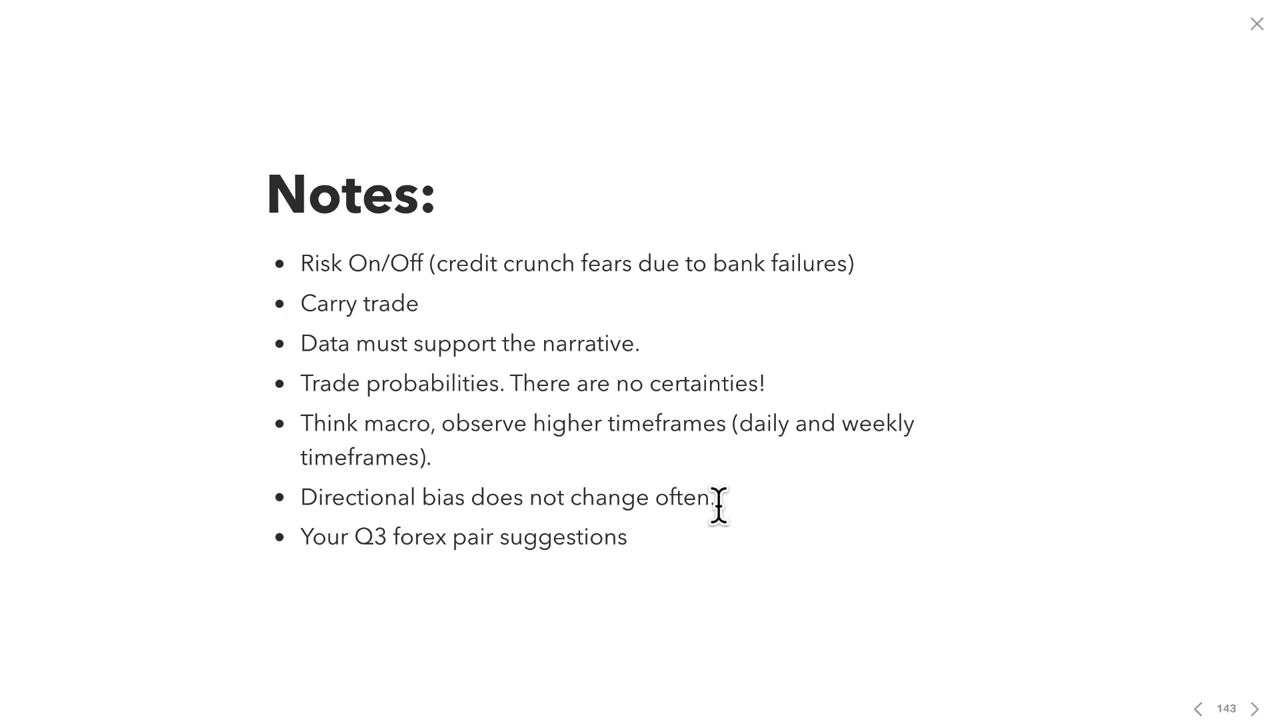 Notes:
• Risk On/Off (credit crunch fears due to bank failures)
• Carry trade
• Data must support the narrative.
• Trade probabilities. There are no certainties!
• Think macro, observe higher timeframes (daily and weekly
timeframes).
• Directional bias does not change often.
• Your Q3 forex pair suggestions
143